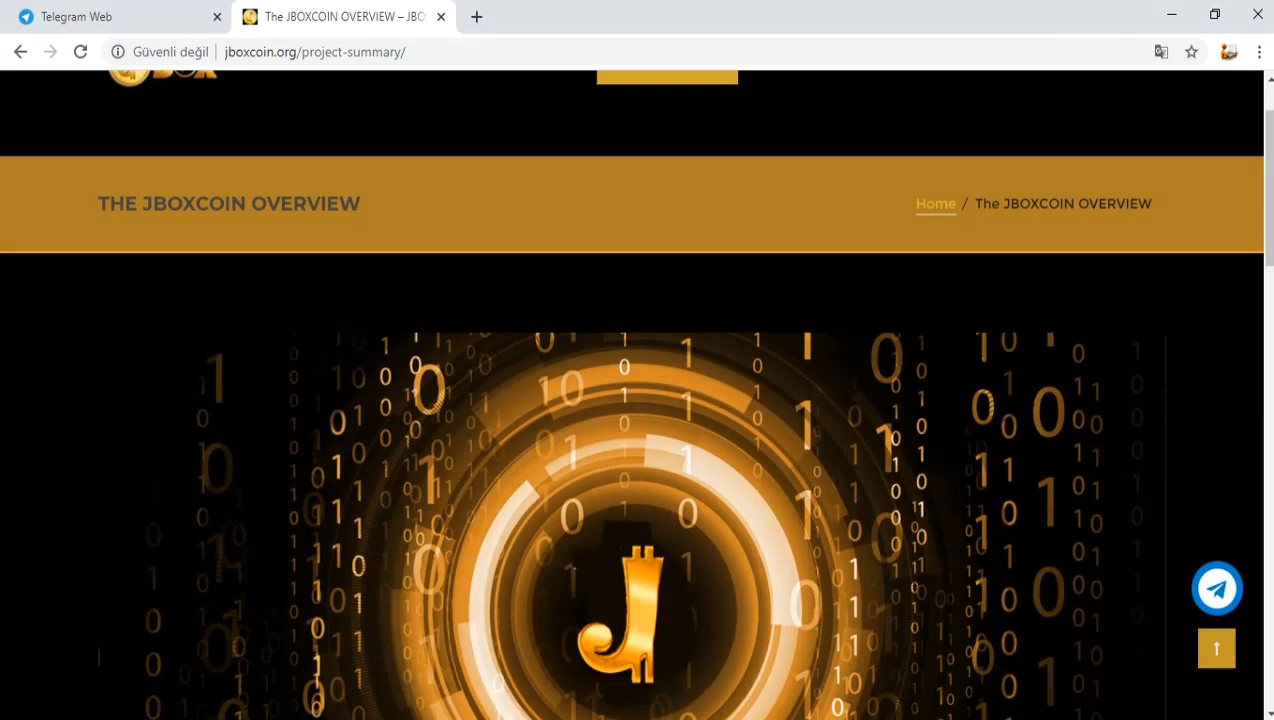 Telegram Web
The JBOXCOIN OVERVIEW – JBO
Güvenli değil
jboxcoin.org/project-summary/
THE JBOXCOIN OVERVIEW
Home / The JBOXCOIN OVERVIEW